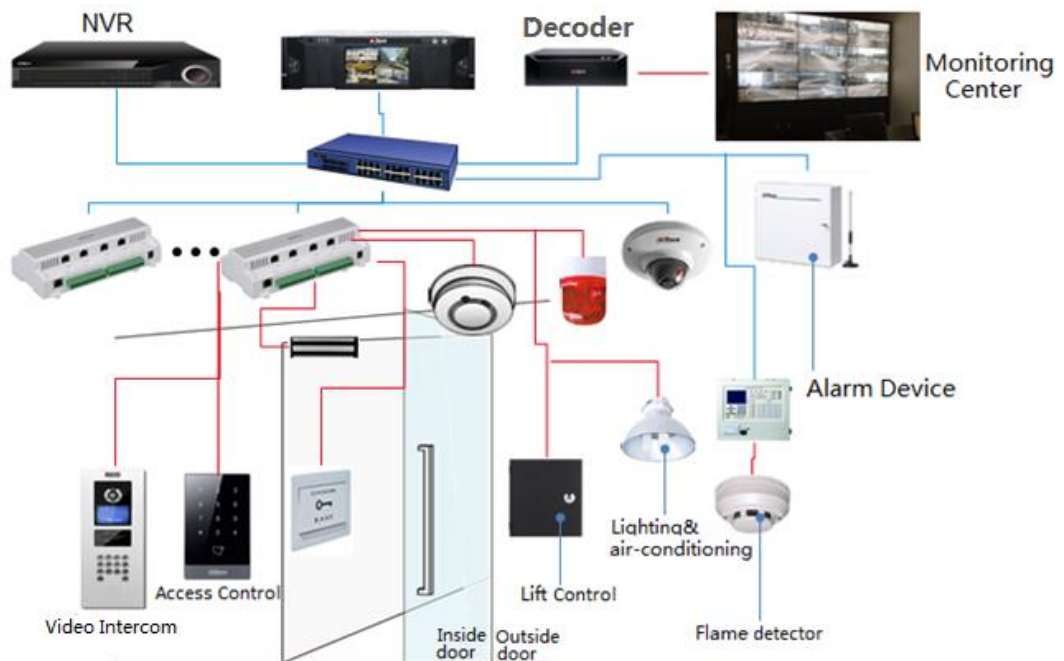 NVR
Decoder
Monitoring
Center
Alarm Device
Lighting&
air-conditioning
Access Control
Lift Control
Video Intercom
Inside
door
Outside
door
Flame detector